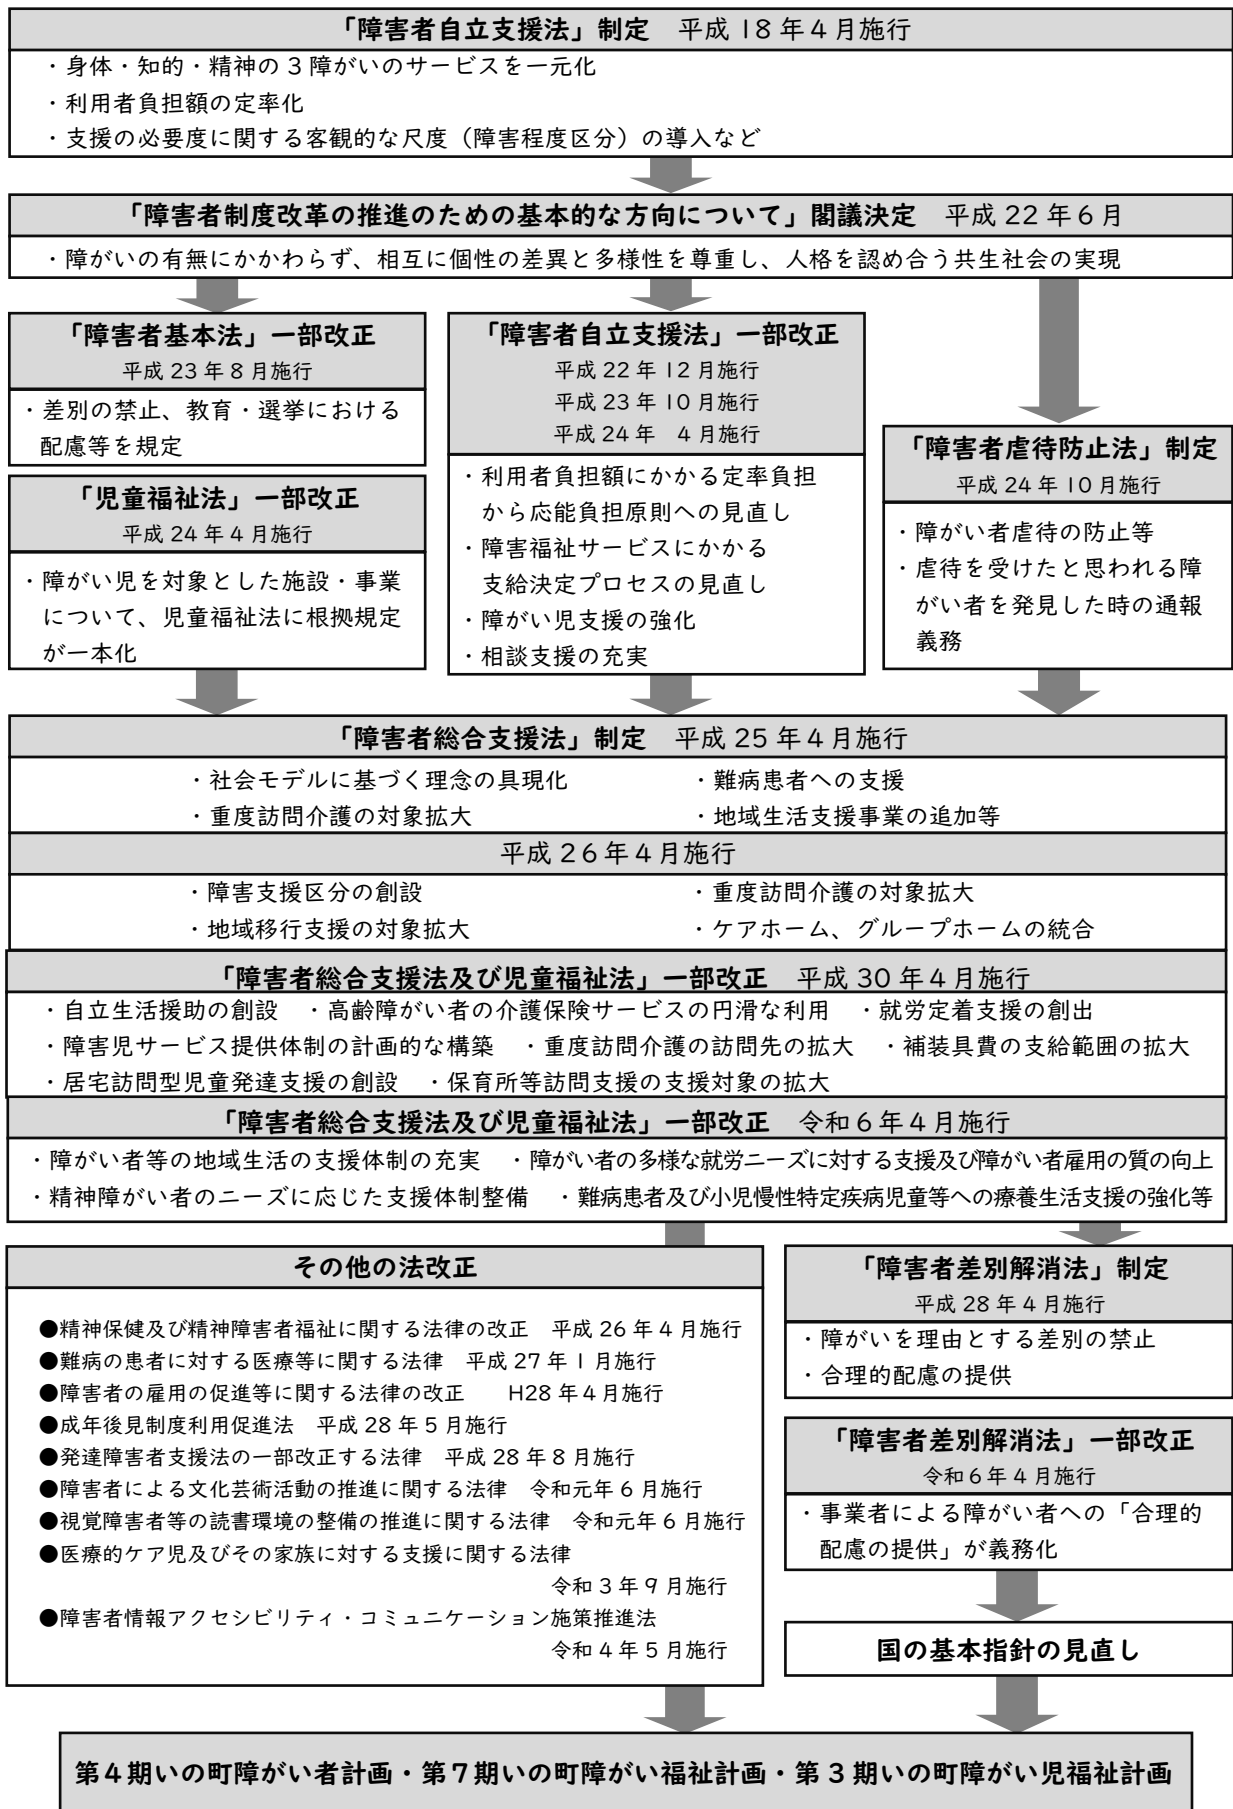 「障害者自立支援法」制定　平成 18 年 4 月施行
・身体・知的・精神の 3 障がいのサービスを一元化
・利用者負担額の定率化
・支援の必要度に関する客観的な尺度（障害程度区分）の導入など
「障害者制度改革の推進のための基本的な方向について」閣議決定　平成 22 年 6 月
・障がいの有無にかかわらず、相互に個性の差異と多様性を尊重し、人格を認め合う共生社会の実現
「障害者基本法」一部改正
平成 23 年 8 月施行
・差別の禁止、教育・選挙における
配慮等を規定
「児童福祉法」一部改正
平成 24 年 4 月施行
・障がい児を対象とした施設・事業
について、児童福祉法に根拠規定
が一本化
「障害者自立支援法」一部改正
平成 22 年 12 月施行
平成 23 年 10 月施行
平成 24 年　4 月施行
・利用者負担額にかかる定率負担
から応能負担原則への見直し
・障害福祉サービスにかかる
支給決定プロセスの見直し
・障がい児支援の強化
・相談支援の充実
「障害者虐待防止法」制定
平成 24 年 10 月施行
・障がい者虐待の防止等
・虐待を受けたと思われる障
がい者を発見した時の通報
義務
「障害者総合支援法」制定　平成 25 年 4 月施行
・社会モデルに基づく理念の具現化　・難病患者への支援
・重度訪問介護の対象拡大　・地域生活支援事業の追加等
平成 26 年 4 月施行
・障害支援区分の創設　・重度訪問介護の対象拡大
・地域移行支援の対象拡大　・ケアホーム、グループホームの統合
「障害者総合支援法及び児童福祉法」一部改正　平成 30 年 4 月施行
・自立生活援助の創設　・高齢障がい者の介護保険サービスの円滑な利用　・就労定着支援の創出
・障害児サービス提供体制の計画的な構築　・重度訪問介護の訪問先の拡大　・補装具費の支給範囲の拡大
・居宅訪問型児童発達支援の創設　・保育所等訪問支援の支援対象の拡大
「障害者総合支援法及び児童福祉法」一部改正　令和 6 年 4 月施行
・障がい者等の地域生活の支援体制の充実　・障がい者の多様な就労ニーズに対する支援及び障がい者雇用の質の向上
・精神障がい者のニーズに応じた支援体制整備　・難病患者及び小児慢性特定疾病児童等への療養生活支援の強化等
その他の法改正
●精神保健及び精神障害者福祉に関する法律の改正　平成 26 年 4 月施行
●難病の患者に対する医療等に関する法律　平成 27 年 1 月施行
●障害者の雇用の促進等に関する法律の改正　H28 年 4 月施行
●成年後見制度利用促進法　平成 28 年 5 月施行
●発達障害者支援法の一部改正する法律　平成 28 年 8 月施行
●障害者による文化芸術活動の推進に関する法律　令和元年 6 月施行
●視覚障害者等の読書環境の整備の推進に関する法律　令和元年 6 月施行
●医療的ケア児及びその家族に対する支援に関する法律
令和 3 年 9 月施行
●障害者情報アクセシビリティ・コミュニケーション施策推進法
令和 4 年 5 月施行
「障害者差別解消法」制定
平成 28 年 4 月施行
・障がいを理由とする差別の禁止
・合理的配慮の提供
「障害者差別解消法」一部改正
令和 6 年 4 月施行
・事業者による障がい者への「合理的
配慮の提供」が義務化
国の基本指針の見直し
第 4 期いの町障がい者計画・第 7 期いの町障がい福祉計画・第 3 期いの町障がい児福祉計画